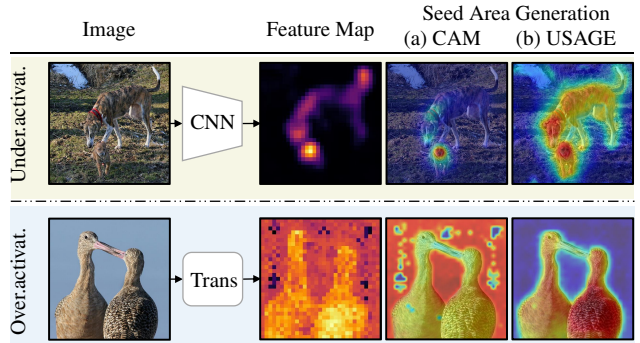 Seed Area Generation
Image Feature Map (a) CAM (b) USAGE
Under.activat.
CNN
Over.activat.
Trans